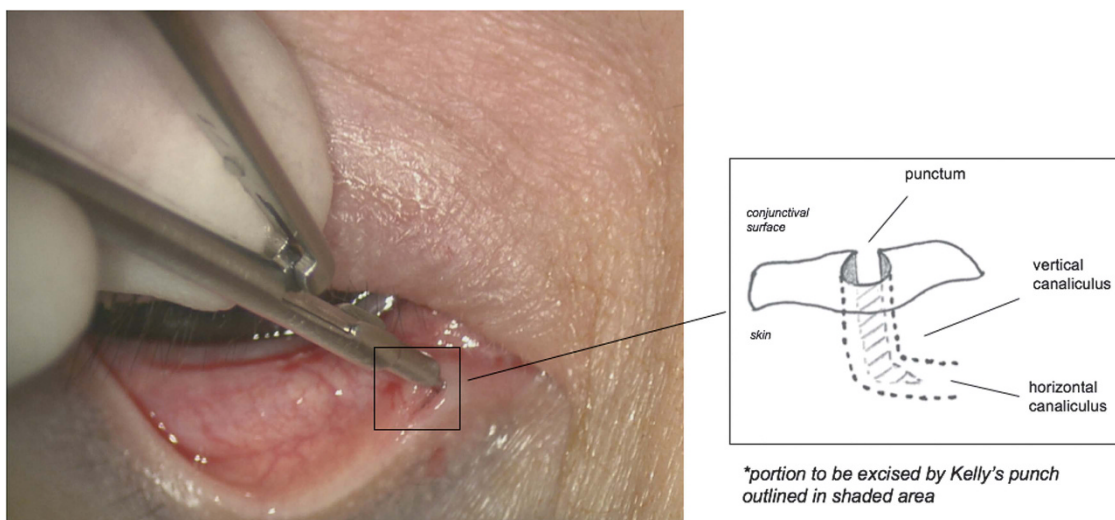 punctum
conjunctival
surface
vertical
canaliculus
skin
horizontal
canaliculus
*portion to be excised by Kelly's punch
outlined in shaded area